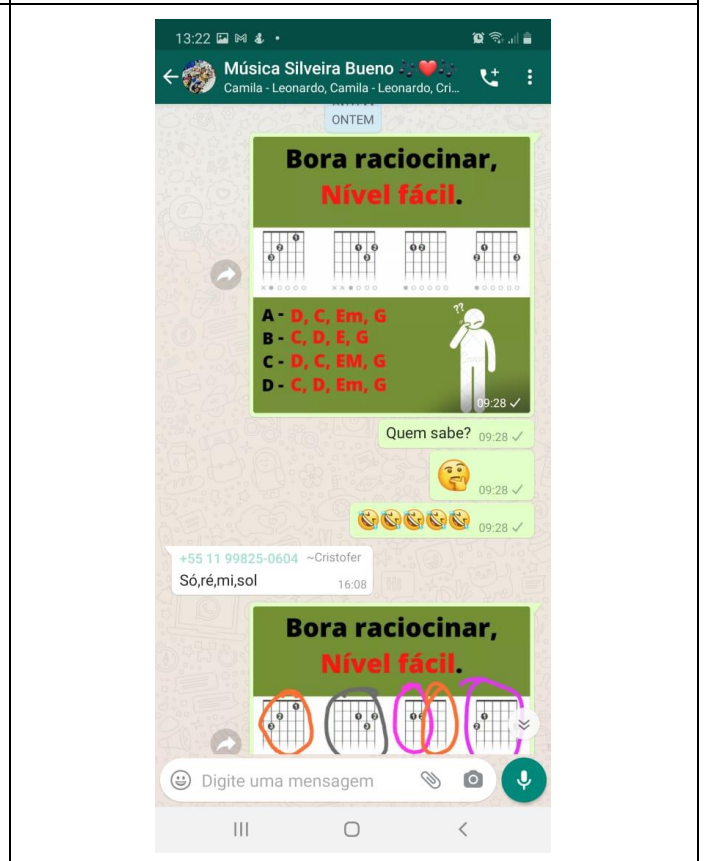 13:22
Música Silveira Bueno
Camila - Leonardo, Camila - Leonardo, Cri...
ONTEM
Bora raciocinar,
Nível fácil.
x
x x
A - D, C, Em, G
B - C, D, E, G
C - D, C, EM, G
D - C, D, Em, G
??
09:28
Quem sabe? 09:28
09:28
09:28
+55 11 99825-0604 ~Cristofer
Só,ré,mi,sol 16:08
Bora raciocinar,
Nível fácil.
Digite uma mensagem